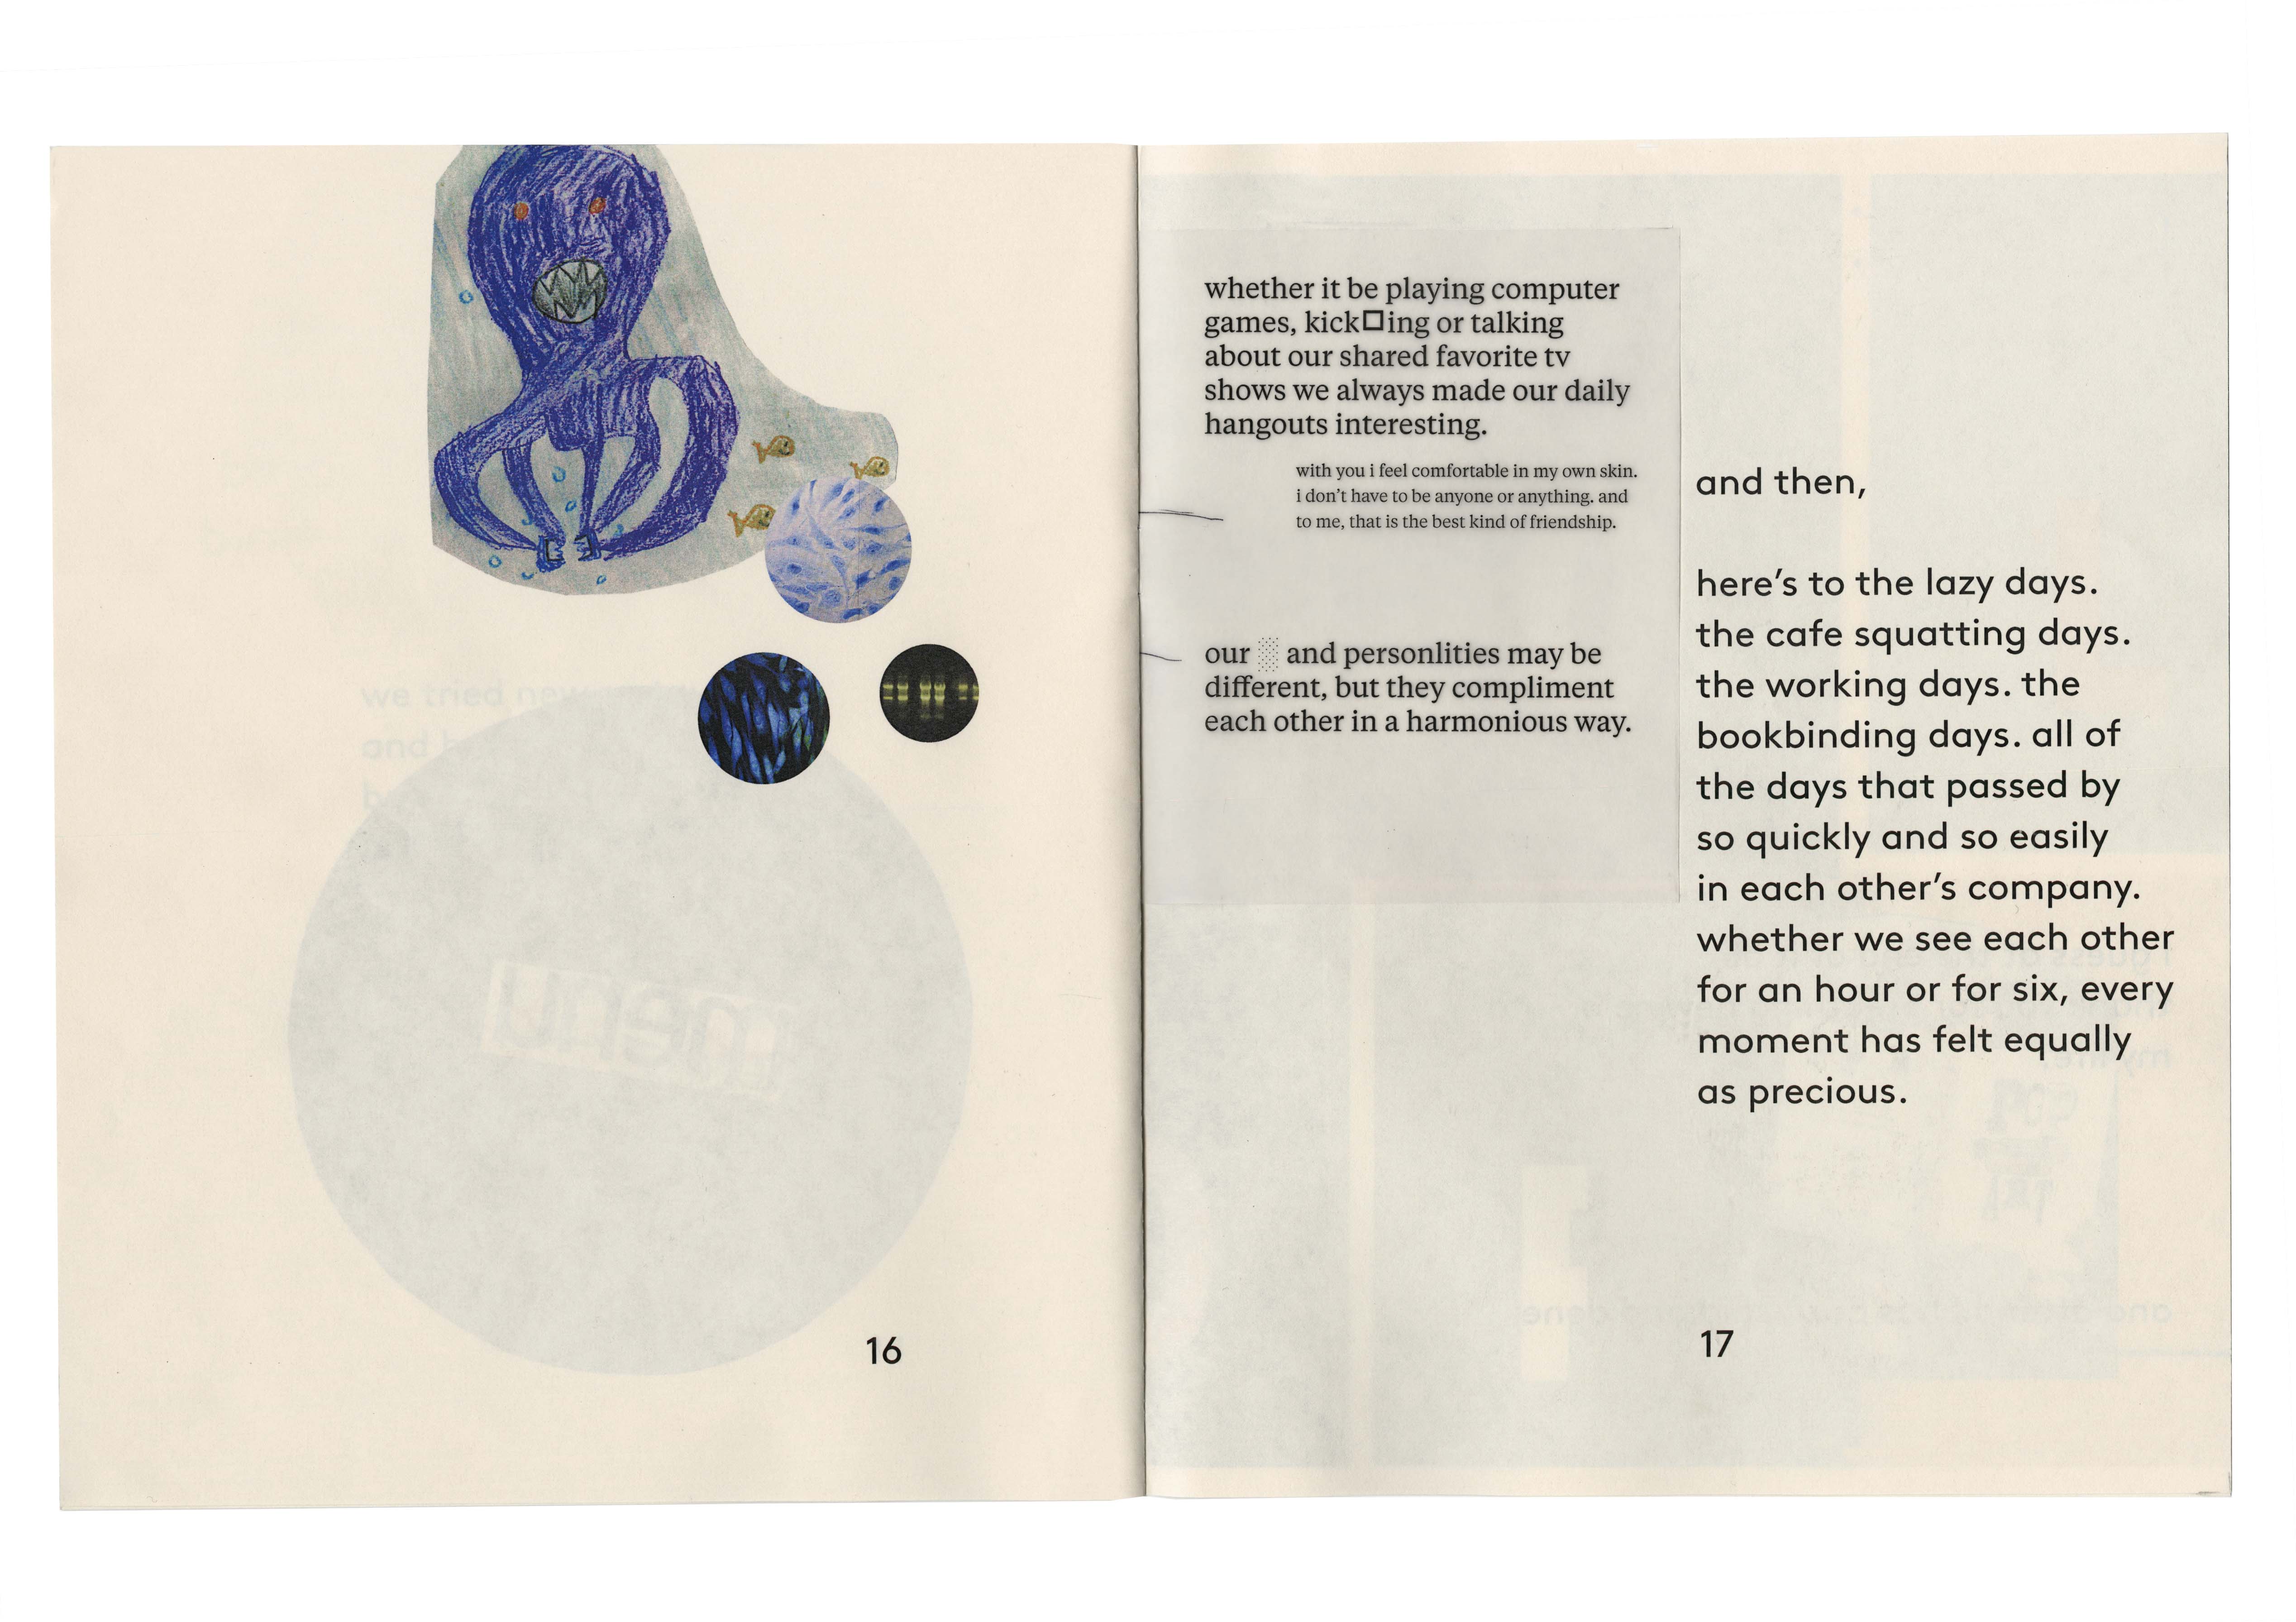 we tried new
and
menu
16
whether it be playing computer
games, kick□ing or talking
about our shared favorite tv
shows we always made our daily
hangouts interesting.
with you i feel comfortable in my own skin.
i don't have to be anyone or anything. and
to me, that is the best kind of friendship.
our ░ and personlities may be
different, but they compliment
each other in a harmonious way.
and then,
here's to the lazy days.
the cafe squatting days.
the working days. the
bookbinding days. all of
the days that passed by
so quickly and so easily
in each other's company.
whether we see each other
for an hour or for six, every
moment has felt equally
as precious.
17